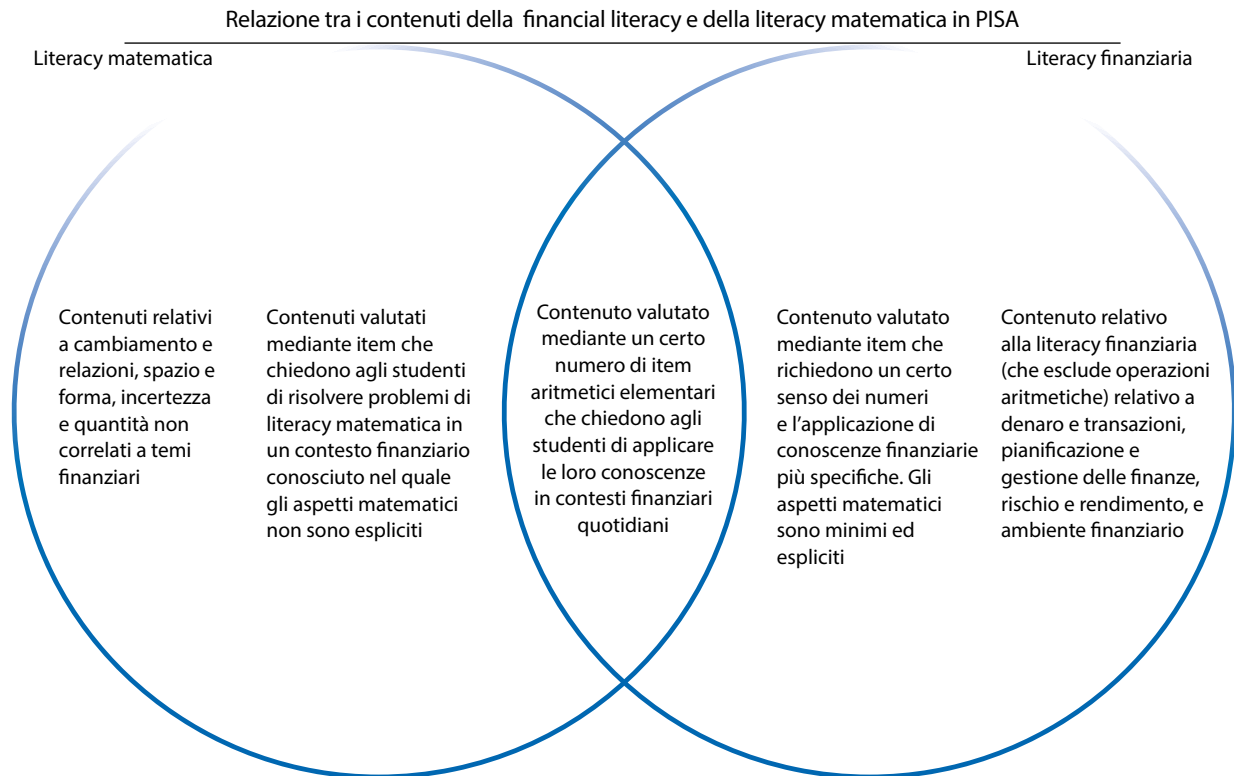 Relazione tra i contenuti della financial literacy e della literacy matematica in PISA
Literacy matematica
Literacy finanziaria
Contenuti relativi
a cambiamento e
relazioni, spazio e
forma, incertezza
e quantità non
correlati a temi
finanziari
Contenuti valutati
mediante item che
chiedono agli studenti
di risolvere problemi di
literacy matematica in
un contesto finanziario
conosciuto nel quale
gli aspetti matematici
non sono espliciti
Contenuto valutato
mediante un certo
numero di item
aritmetici elementari
che chiedono agli
studenti di applicare
le loro conoscenze
in contesti finanziari
quotidiani
Contenuto valutato
mediante item che
richiedono un certo
senso dei numeri
e l’applicazione di
conoscenze finanziarie
più specifiche. Gli
aspetti matematici
sono minimi ed
espliciti
Contenuto relativo
alla literacy finanziaria
(che esclude operazioni
aritmetiche) relativo a
denaro e transazioni,
pianificazione e
gestione delle finanze,
rischio e rendimento, e
ambiente finanziario